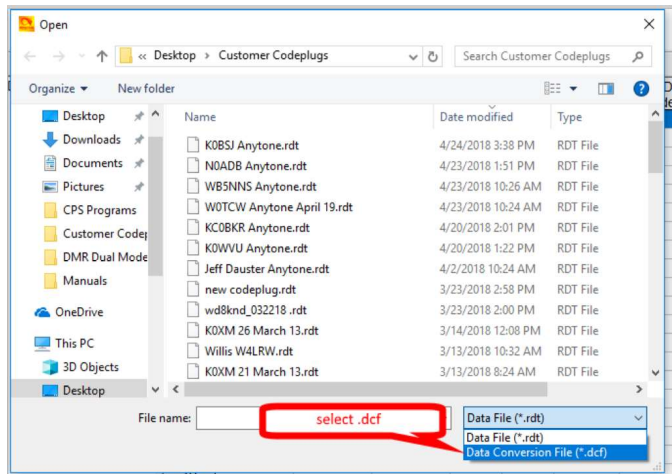 Open
« Desktop › Customer Codeplugs
Search Customer Codeplugs
Organize
New folder
Name
Date modified
Type
Desktop
Downloads
Documents
Pictures
CPS Programs
Customer Codep
DMR Dual Mode
Manuals
OneDrive
This PC
3D Objects
Desktop
K0BSJ Anytone.rdt 4/24/2018 3:38 PM RDT File
N0ADB Anytone.rdt 4/23/2018 1:51 PM RDT File
WB5NNS Anytone.rdt 4/23/2018 10:26 AM RDT File
W0TCW Anytone April 19.rdt 4/23/2018 10:24 AM RDT File
KC0BKR Anytone.rdt 4/20/2018 2:01 PM RDT File
K0WVU Anytone.rdt 4/20/2018 1:22 PM RDT File
Jeff Dauster Anytone.rdt 4/2/2018 10:24 AM RDT File
new codeplug.rdt 3/23/2018 2:58 PM RDT File
wd8knd_032218 .rdt 3/23/2018 2:00 PM RDT File
K0XM 26 March 13.rdt 3/14/2018 12:08 PM RDT File
Willis W4LRW.rdt 3/13/2018 10:32 AM RDT File
K0XM 21 March 13.rdt 3/13/2018 8:24 AM RDT File
File name:
select .dcf
Data File (*.rdt)
Data File (*.rdt)
Data Conversion File (*.dcf)